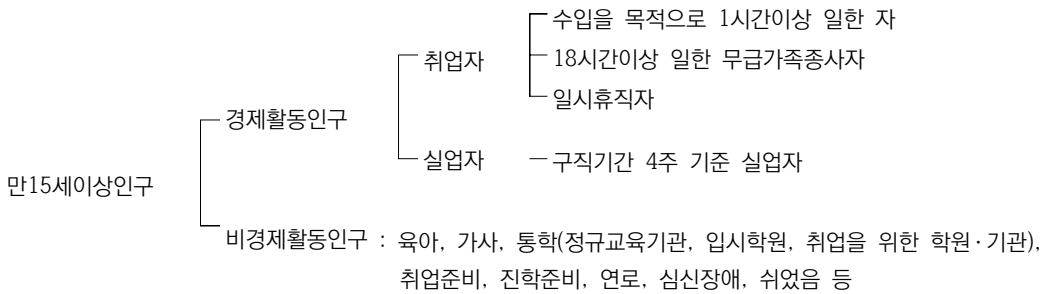 수입을 목적으로 1시간이상 일한 자
취업자
18시간이상 일한 무급가족종사자
일시휴직자
경제활동인구
실업자
구직기간 4주 기준 실업자
만15세이상인구
비경제활동인구 : 육아, 가사, 통학(정규교육기관, 입시학원, 취업을 위한 학원·기관),
취업준비, 진학준비, 연로, 심신장애, 쉬었음 등